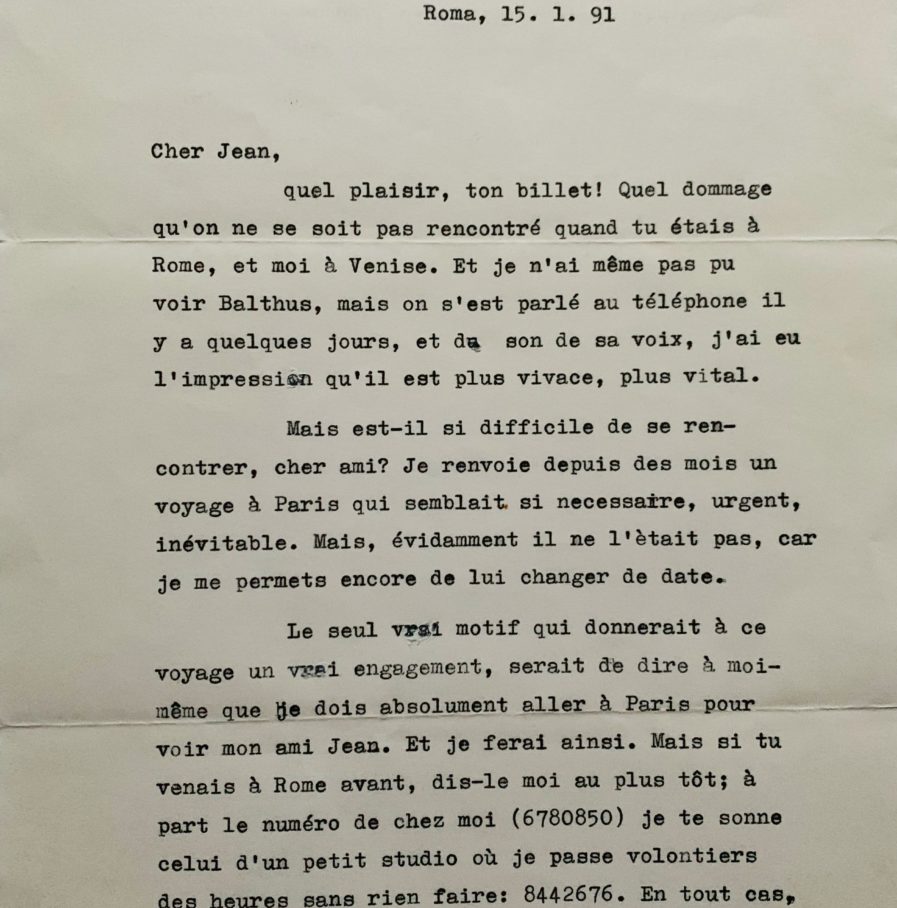 Roma, 15. 1. 91
Cher Jean,
quel plaisir, ton billet! Quel dommage
qu'on ne se soit pas rencontré quand tu étais à
Rome, et moi à Venise. Et je n'ai même pas pu
voir Balthus, mais on s'est parlé au téléphone il
y a quelques jours, et du son de sa voix, j'ai eu
l'impression qu'il est plus vivace, plus vital.
Mais est-il si difficile de se ren-
contrer, cher ami? Je renvoie depuis des mois un
voyage à Paris qui semblait si necessaire, urgent,
inévitable. Mais, évidamment il ne l'ètait pas, car
je me permets encore de lui changer de date.
Le seul vrai motif qui donnerait à ce
voyage un vrai engagement, serait de dire à moi-
même que je dois absolument aller à Paris pour
voir mon ami Jean. Et je ferai ainsi. Mais si tu
venais à Rome avant, dis-le moi au plus tôt; à
part le numéro de chez moi (6780850) je te sonne
celui d'un petit studio où je passe volontiers
des heures sans rien faire: 8442676. En tout cas,